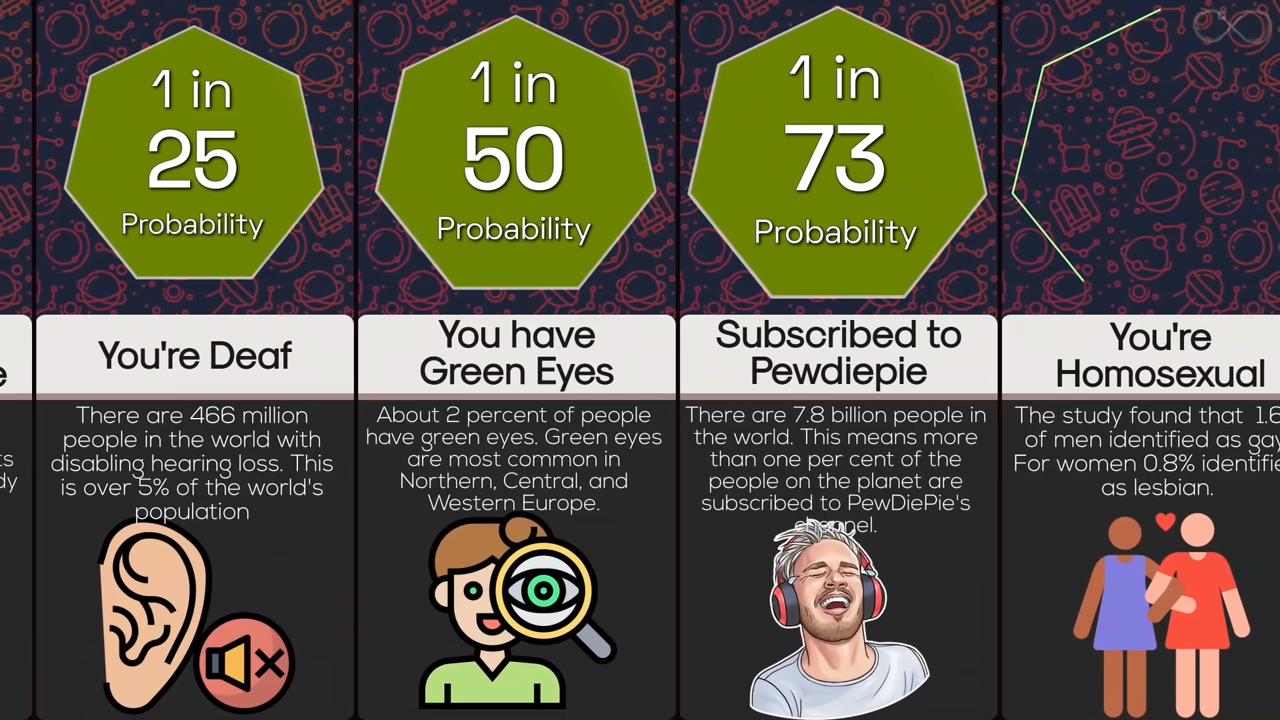 1 in
25
Probability
You're Deaf
There are 466 million
people in the world with
disabling hearing loss. This
is over 5% of the world's
population
1 in
50
Probability
You have
Green Eyes
About 2 percent of people
have green eyes. Green eyes
are most common in
Northern, Central, and
Western Europe.
1 in
73
Probability
Subscribed to
Pewdiepie
There are 7.8 billion people in
the world. This means more
than one per cent of the
people on the planet are
subscribed to PewDiePie's
channel.
You're
Homosexual
The study found that 1.6
of men identified as gay
For women 0.8% identifie
as lesbian.